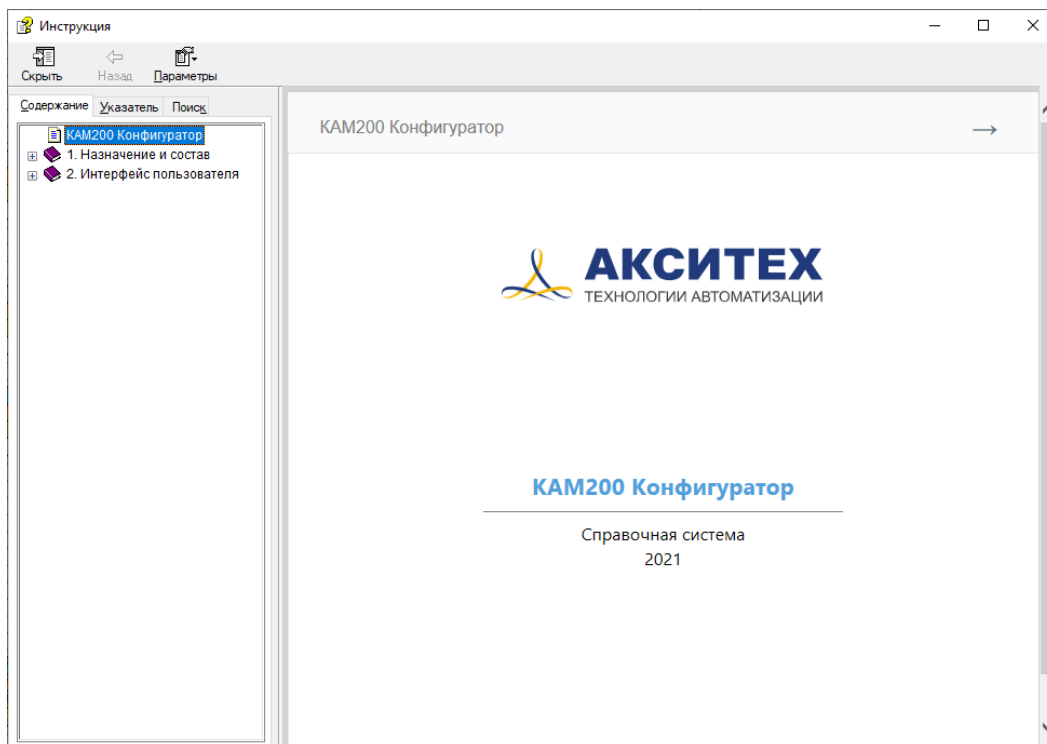 Инструкция
Скрыть Назад Параметры
Содержание Указатель Поиск
КАМ200 Конфигуратор
1. Назначение и состав
2. Интерфейс пользователя
КАМ200 Конфигуратор →
АКСИТЕХ
ТЕХНОЛОГИИ АВТОМАТИЗАЦИИ
КАМ200 Конфигуратор
Справочная система
2021